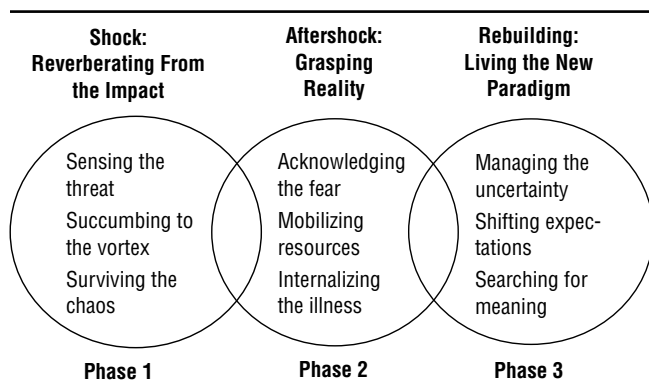 Shock:
Reverberating From
the Impact
Aftershock:
Grasping
Reality
Rebuilding:
Living the New
Paradigm
Sensing the
threat
Succumbing to
the vortex
Surviving the
chaos
Acknowledging
the fear
Mobilizing
resources
Internalizing
the illness
Managing the
uncertainty
Shifting expec-
tations
Searching for
meaning
Phase 1
Phase 2
Phase 3